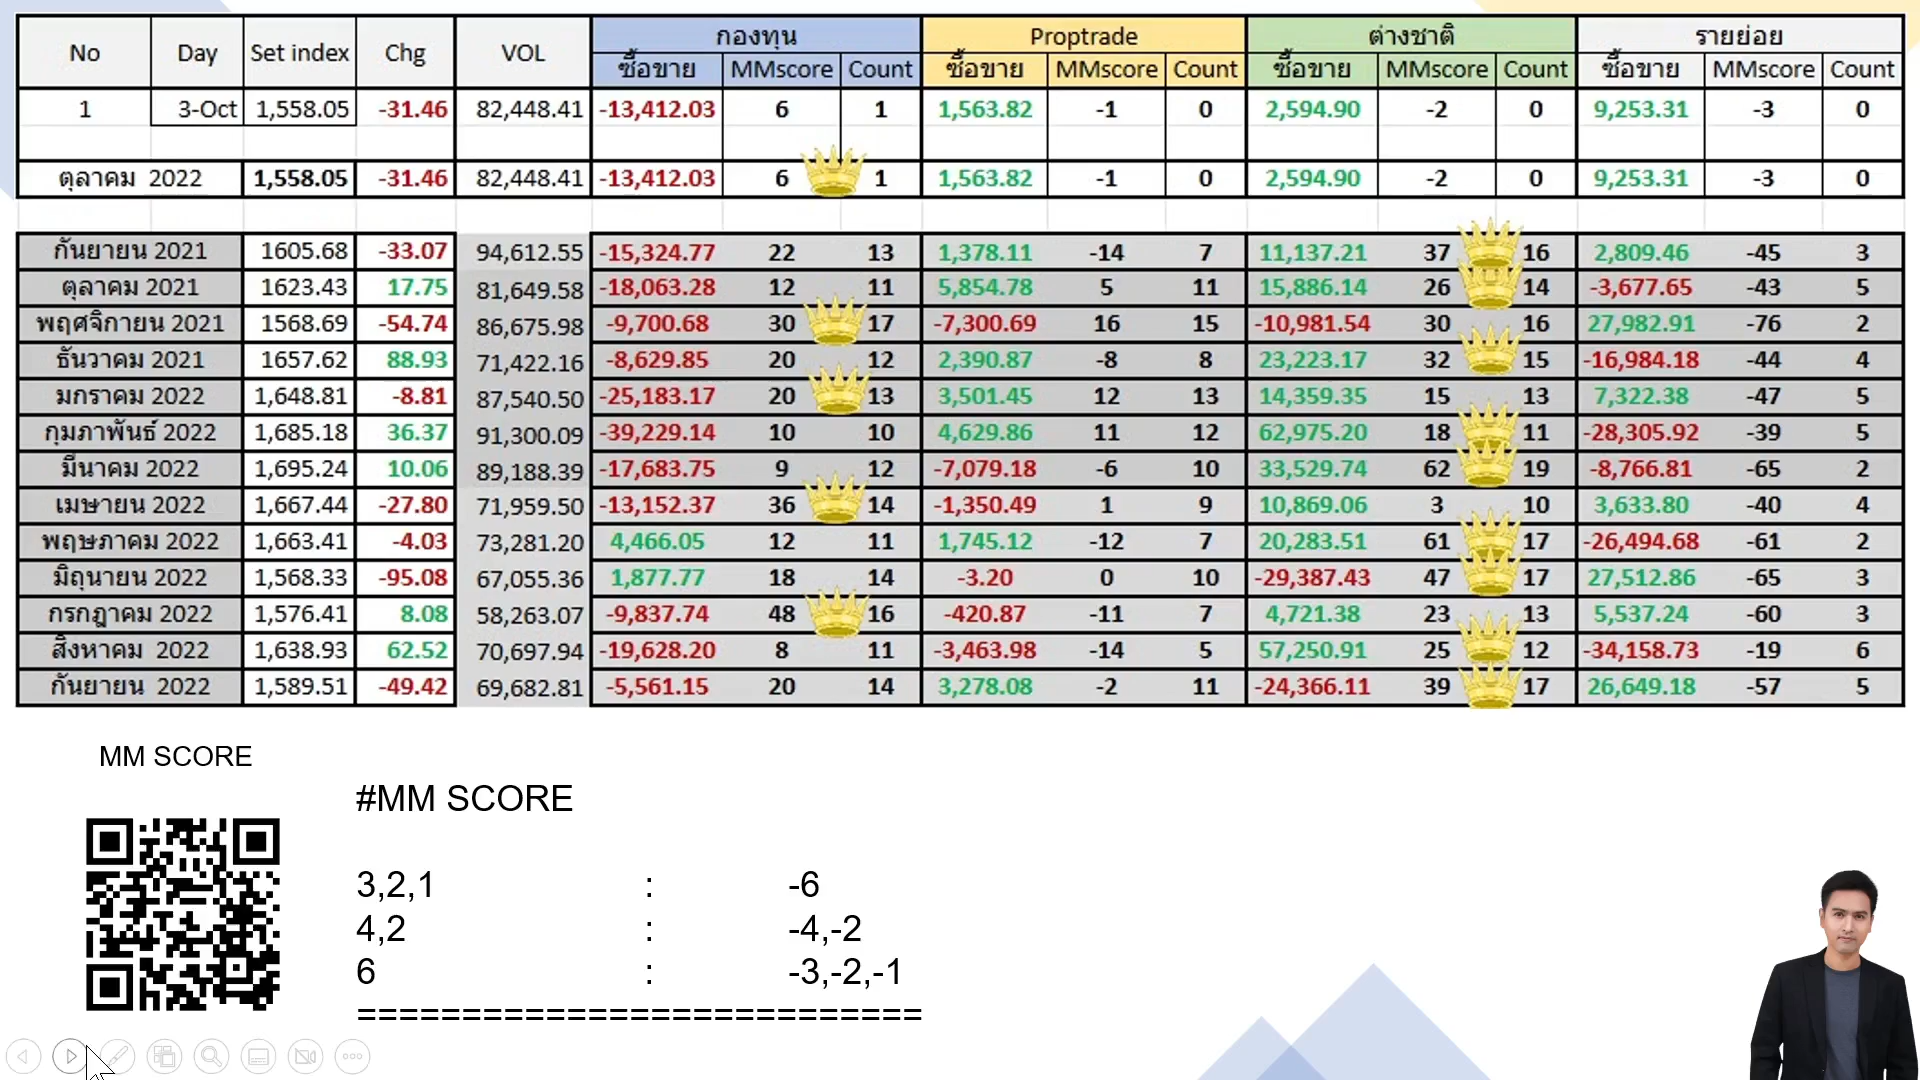 No Day Set index Chg VOL กองทุน Proptrade ต่างชาติ รายย่อย
ซื้อขาย MMscore Count ซื้อขาย MMscore Count ซื้อขาย MMscore Count ซื้อขาย MMscore Count
1 3-Oct 1,558.05 -31.46 82,448.41 -13,412.03 6 1 1,563.82 -1 0 2,594.90 -2 0 9,253.31 -3 0
ตุลาคม 2022 1,558.05 -31.46 82,448.41 -13,412.03 6 1 1,563.82 -1 0 2,594.90 -2 0 9,253.31 -3 0
กันยายน 2021 1605.68 -33.07 94,612.55 -15,324.77 22 13 1,378.11 -14 7 11,137.21 37 16 2,809.46 -45 3
ตุลาคม 2021 1623.43 17.75 81,649.58 -18,063.28 12 11 5,854.78 5 11 15,886.14 26 14 -3,677.65 -43 5
พฤศจิกายน 2021 1568.69 -54.74 86,675.98 -9,700.68 30 17 -7,300.69 16 15 -10,981.54 30 16 27,982.91 -76 2
ธันวาคม 2021 1657.62 88.93 71,422.16 -8,629.85 20 12 2,390.87 -8 8 23,223.17 32 15 -16,984.18 -44 4
มกราคม 2022 1,648.81 -8.81 87,540.50 -25,183.17 20 13 3,501.45 12 13 14,359.35 15 13 7,322.38 -47 5
กุมภาพันธ์ 2022 1,685.18 36.37 91,300.09 -39,229.14 10 10 4,629.86 11 12 62,975.20 18 11 -28,305.92 -39 5
มีนาคม 2022 1,695.24 10.06 89,188.39 -17,683.75 9 12 -7,079.18 -6 10 33,529.74 62 19 -8,766.81 -65 2
เมษายน 2022 1,667.44 -27.80 71,959.50 -13,152.37 36 14 -1,350.49 1 9 10,869.06 3 10 3,633.80 -40 4
พฤษภาคม 2022 1,663.41 -4.03 73,281.20 4,466.05 12 11 1,745.12 -12 7 20,283.51 61 17 -26,494.68 -61 2
มิถุนายน 2022 1,568.33 -95.08 67,055.36 1,877.77 18 14 -3.20 0 10 -29,387.43 47 17 27,512.86 -65 3
กรกฎาคม 2022 1,576.41 8.08 58,263.07 -9,837.74 48 16 -420.87 -11 7 4,721.38 23 13 5,537.24 -60 3
สิงหาคม 2022 1,638.93 62.52 70,697.94 -19,628.20 8 11 -3,463.98 -14 5 57,250.91 25 12 -34,158.73 -19 6
กันยายน 2022 1,589.51 -49.42 69,682.81 -5,561.15 20 14 3,278.08 -2 11 -24,366.11 39 17 26,649.18 -57 5
MM SCORE
#MM SCORE
3,2,1 : -6
4,2 : -4,-2
6 : -3,-2,-1
===========================